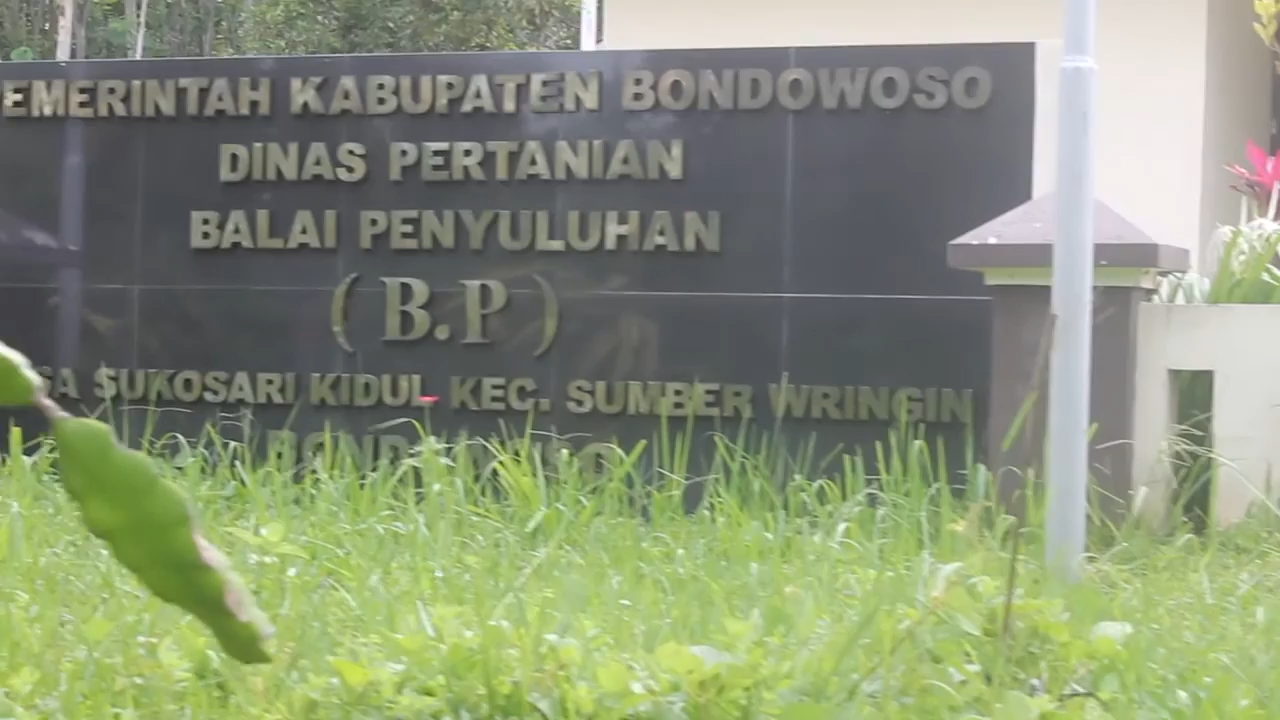 EMERINTAH KABUPATEN BONDOWOSO
DINAS PERTANIAN
BALAI PENYULUHAN
( B.P )
SA SUKOSARI KIDUL KEC. SUMBER WRINGIN